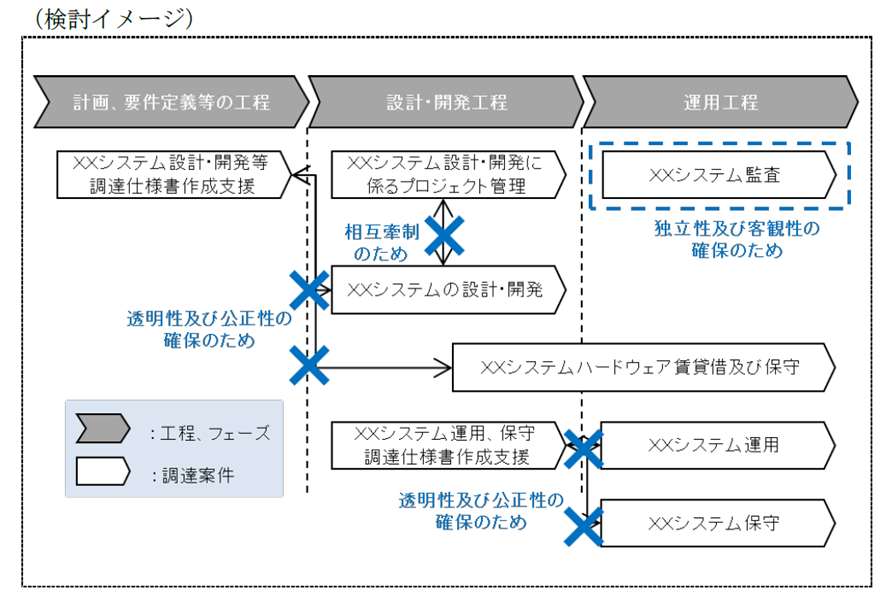 （検討イメージ）
計画、要件定義等の工程
設計・開発工程
運用工程
XXシステム設計・開発等
調達仕様書作成支援
XXシステム設計・開発に
係るプロジェクト管理
XXシステム監査
独立性及び客観性の
確保のため
相互牽制
のため
XXシステムの設計・開発
透明性及び公正性の
確保のため
XXシステムハードウェア賃貸借及び保守
：工程、フェーズ
：調達案件
XXシステム運用、保守
調達仕様書作成支援
XXシステム運用
透明性及び公正性の
確保のため
XXシステム保守